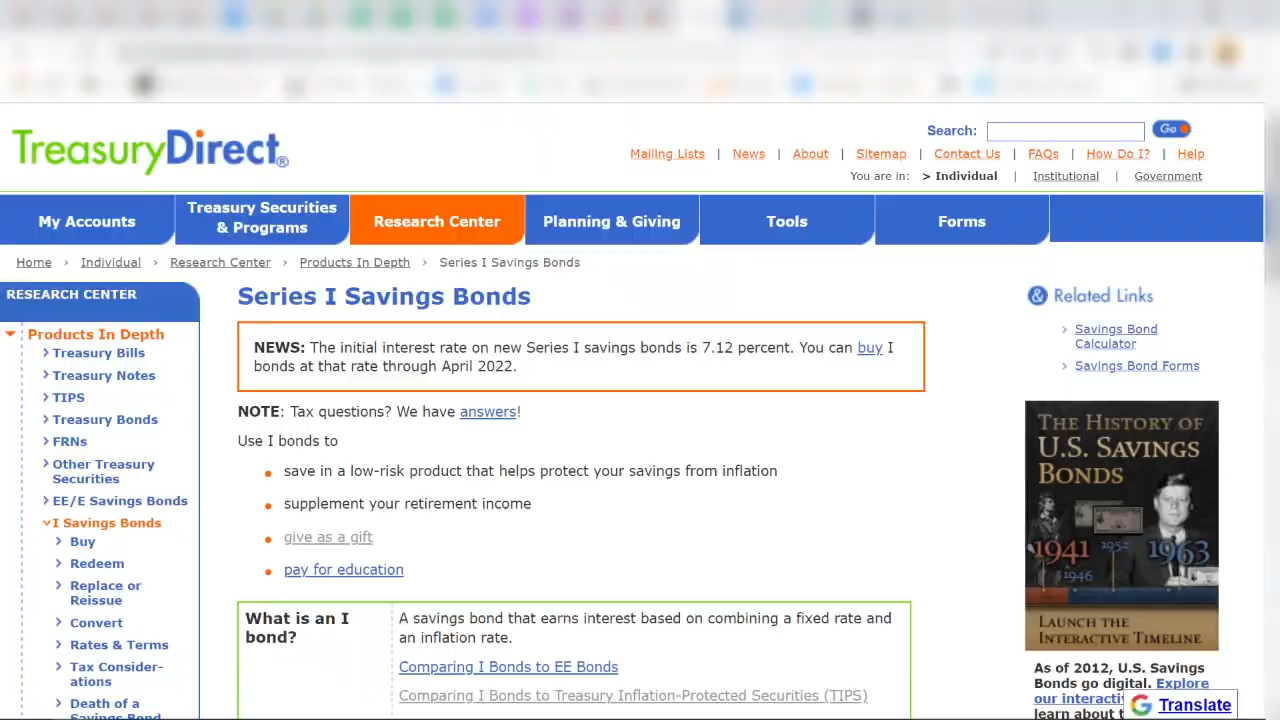 TreasuryDirect®
Search:
Go
Mailing Lists | News | About | Sitemap | Contact Us | FAQs | How Do I? | Help
You are in: > Individual | Institutional | Government
My Accounts
Treasury Securities
& Programs
Research Center
Planning & Giving
Tools
Forms
Home › Individual › Research Center › Products In Depth › Series I Savings Bonds
RESEARCH CENTER
Products In Depth
Treasury Bills
Treasury Notes
TIPS
Treasury Bonds
FRNs
Other Treasury
Securities
EE/E Savings Bonds
I Savings Bonds
Buy
Redeem
Replace or
Reissue
Convert
Rates & Terms
Tax Consider-
ations
Death of a
Savings Bond
Series I Savings Bonds
NEWS: The initial interest rate on new Series I savings bonds is 7.12 percent. You can buy I
bonds at that rate through April 2022.
NOTE: Tax questions? We have answers!
Use I bonds to
save in a low-risk product that helps protect your savings from inflation
supplement your retirement income
give as a gift
pay for education
What is an I
bond?
A savings bond that earns interest based on combining a fixed rate and
an inflation rate.
Comparing I Bonds to EE Bonds
Comparing I Bonds to Treasury Inflation-Protected Securities (TIPS)
& Related Links
Savings Bond
Calculator
Savings Bond Forms
THE HISTORY OF
U.S. SAVINGS
BONDS
1941
1946
1952
1963
LAUNCH THE
INTERACTIVE TIMELINE
As of 2012, U.S. Savings
Bonds go digital. Explore
our interacti
learn about t
Translate